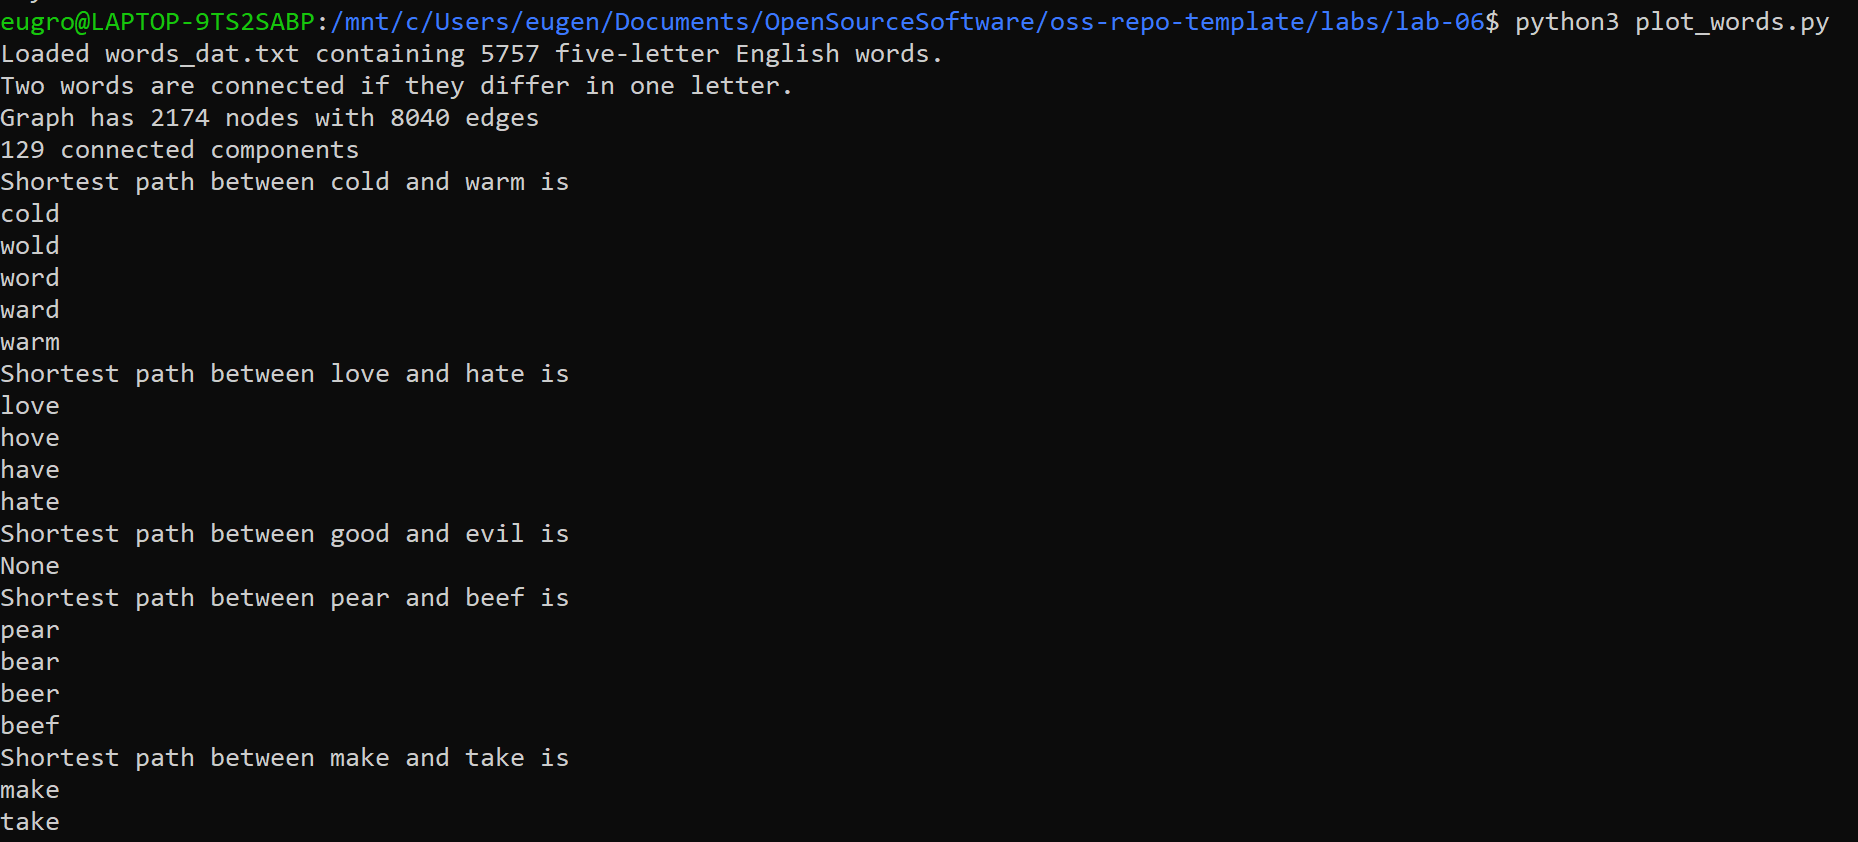 eugro@LAPTOP-9TS2SABP:/mnt/c/Users/eugen/Documents/OpenSourceSoftware/oss-repo-template/labs/lab-06$ python3 plot_words.py
Loaded words_dat.txt containing 5757 five-letter English words.
Two words are connected if they differ in one letter.
Graph has 2174 nodes with 8040 edges
129 connected components
Shortest path between cold and warm is
cold
wold
word
ward
warm
Shortest path between love and hate is
love
hove
have
hate
Shortest path between good and evil is
None
Shortest path between pear and beef is
pear
bear
beer
beef
Shortest path between make and take is
make
take